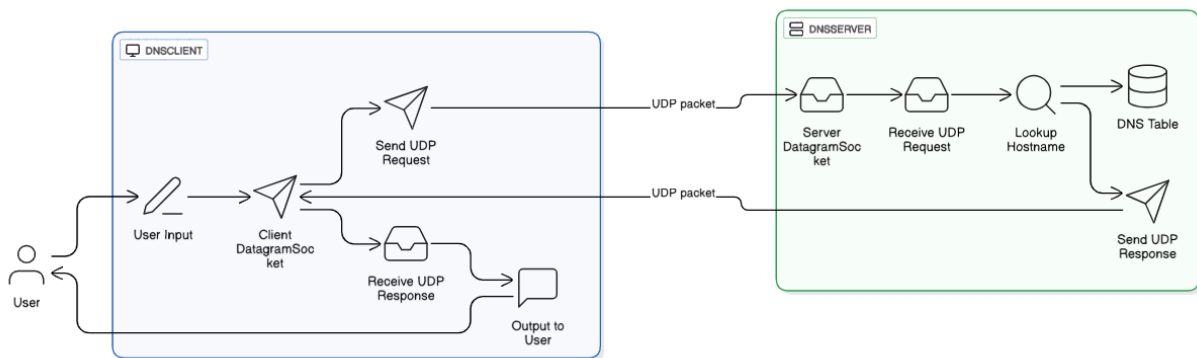 DNSCLIENT
Send UDP
Request
User Input
Client
DatagramSoc
ket
Receive UDP
Response
Output to
User
User
UDP packet
UDP packet
DNSSERVER
Server
DatagramSoc
ket
Receive UDP
Request
Lookup
Hostname
DNS Table
Send UDP
Response